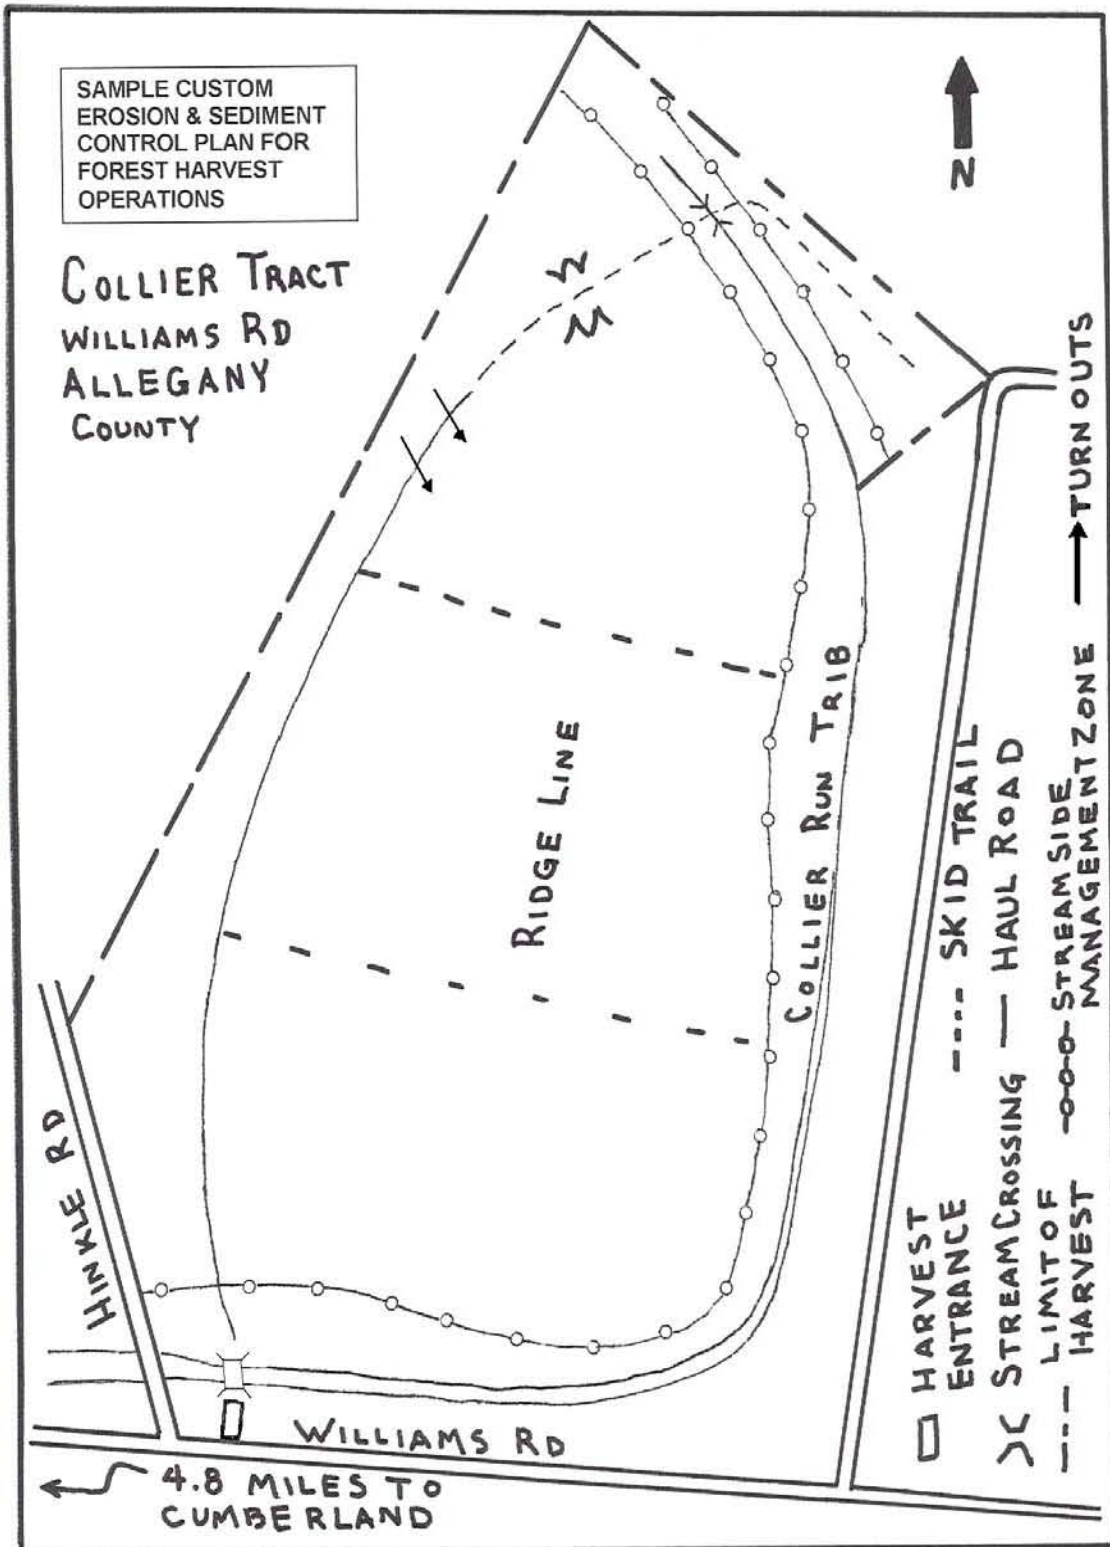 SAMPLE CUSTOM
EROSION & SEDIMENT
CONTROL PLAN FOR
FOREST HARVEST
OPERATIONS
COLLIER TRACT
WILLIAMS RD
ALLEGANY
COUNTY
N
RIDGE LINE
COLLIER RUN TRIB
HINKLE RD
WILLIAMS RD
4.8 MILES TO
CUMBERLAND
HARVEST
ENTRANCE
SKID TRAIL
STREAM CROSSING
HAUL ROAD
LIMIT OF
HARVEST
STREAMSIDE
MANAGEMENT ZONE
TURN OUTS